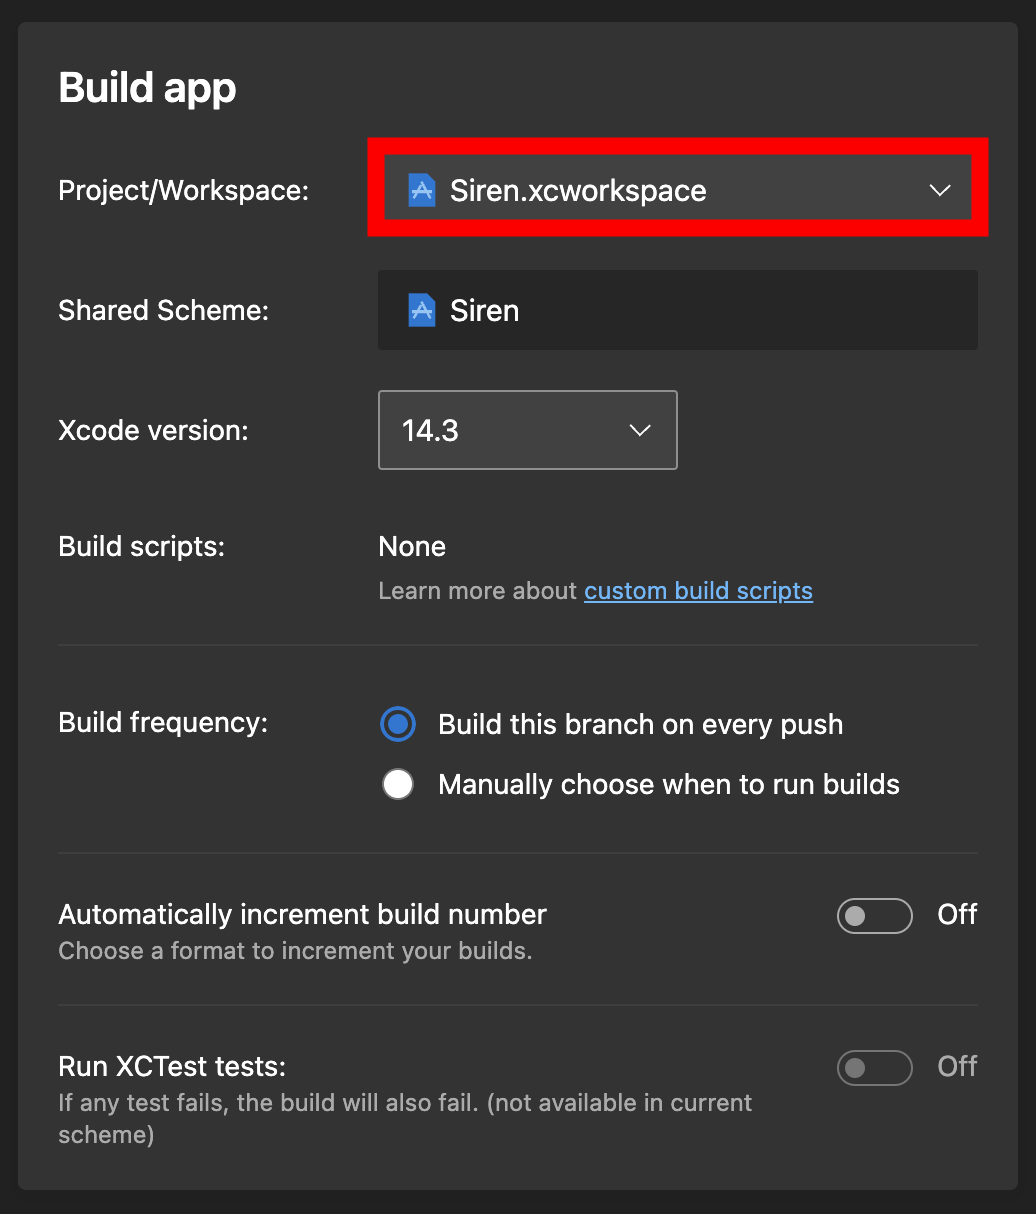 Build app
Project/Workspace:
Siren.xcworkspace
Shared Scheme:
Siren
Xcode version:
14.3
Build scripts:
None
Learn more about custom build scripts
Build frequency:
Build this branch on every push
Manually choose when to run builds
Automatically increment build number
Off
Choose a format to increment your builds.
Run XCTest tests:
Off
If any test fails, the build will also fail. (not available in current
scheme)